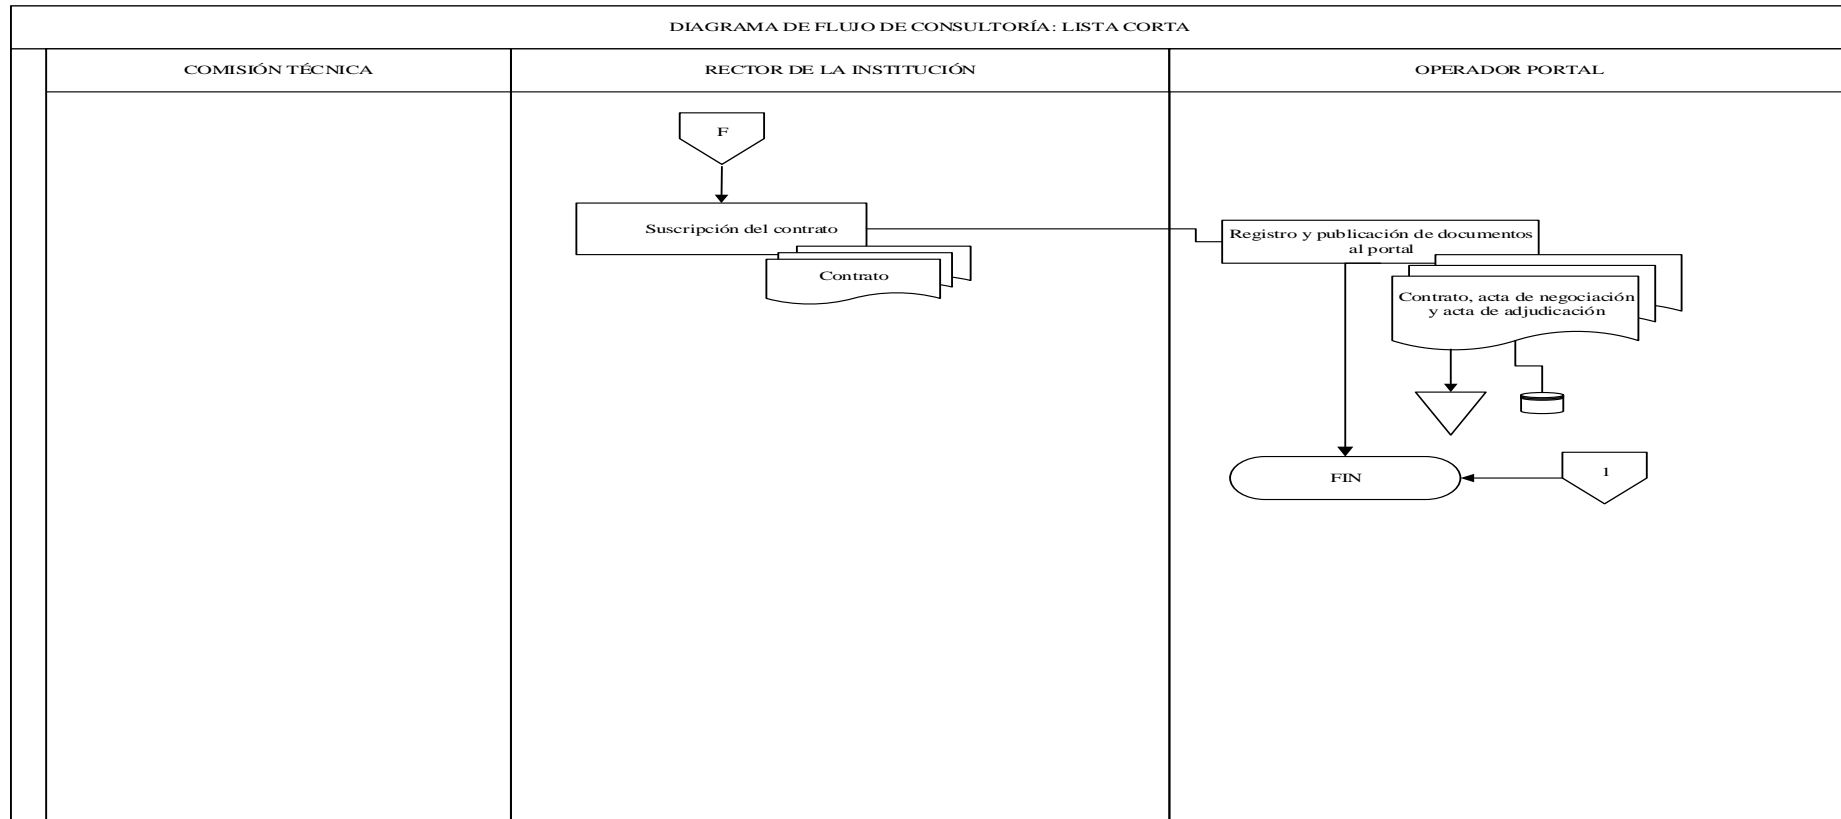 DIAGRAMA DE FLUJO DE CONSULTORÍA: LISTA CORTA
COMISIÓN TÉCNICA
RECTOR DE LA INSTITUCIÓN
OPERADOR PORTAL
F
Suscripción del contrato
Contrato
Registro y publicación de documentos
al portal
Contrato, acta de negociación
y acta de adjudicación
FIN
1